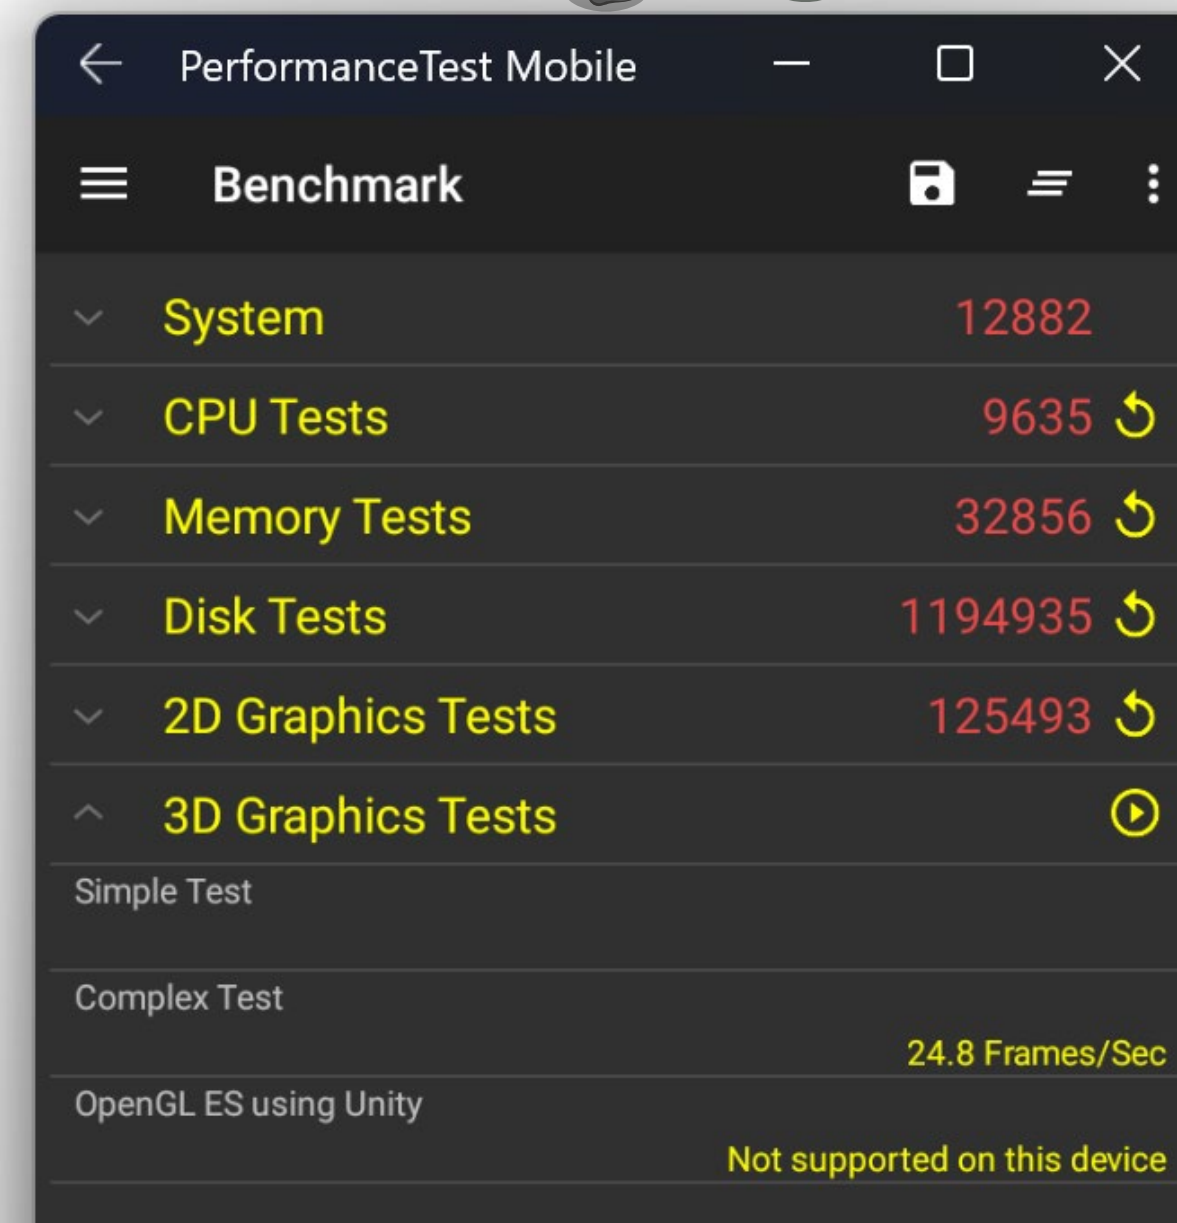 PerformanceTest Mobile
Benchmark
System 12882
CPU Tests 9635
Memory Tests 32856
Disk Tests 1194935
2D Graphics Tests 125493
3D Graphics Tests
Simple Test
Complex Test
24.8 Frames/Sec
OpenGL ES using Unity
Not supported on this device